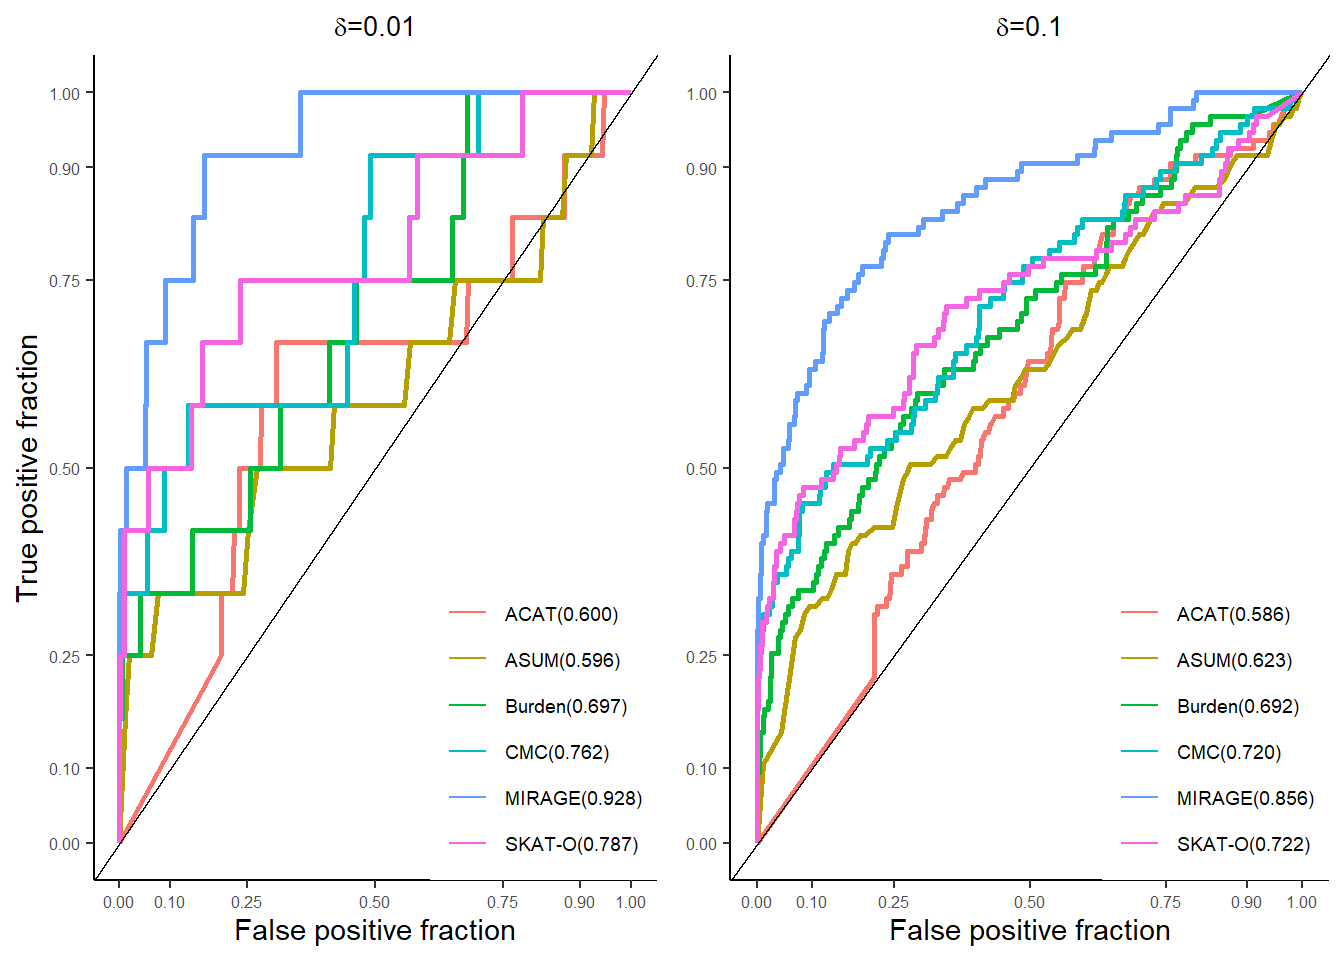 δ=0.01
True positive fraction
1.00
0.90
0.75
0.50
0.25
0.10
0.00
ACAT(0.600)
ASUM(0.596)
Burden(0.697)
CMC(0.762)
MIRAGE(0.928)
SKAT-O(0.787)
0.00 0.10 0.25 0.50 0.75 0.90 1.00
False positive fraction
δ=0.1
1.00
0.90
0.75
0.50
0.25
0.10
0.00
ACAT(0.586)
ASUM(0.623)
Burden(0.692)
CMC(0.720)
MIRAGE(0.856)
SKAT-O(0.722)
0.00 0.10 0.25 0.50 0.75 0.90 1.00
False positive fraction